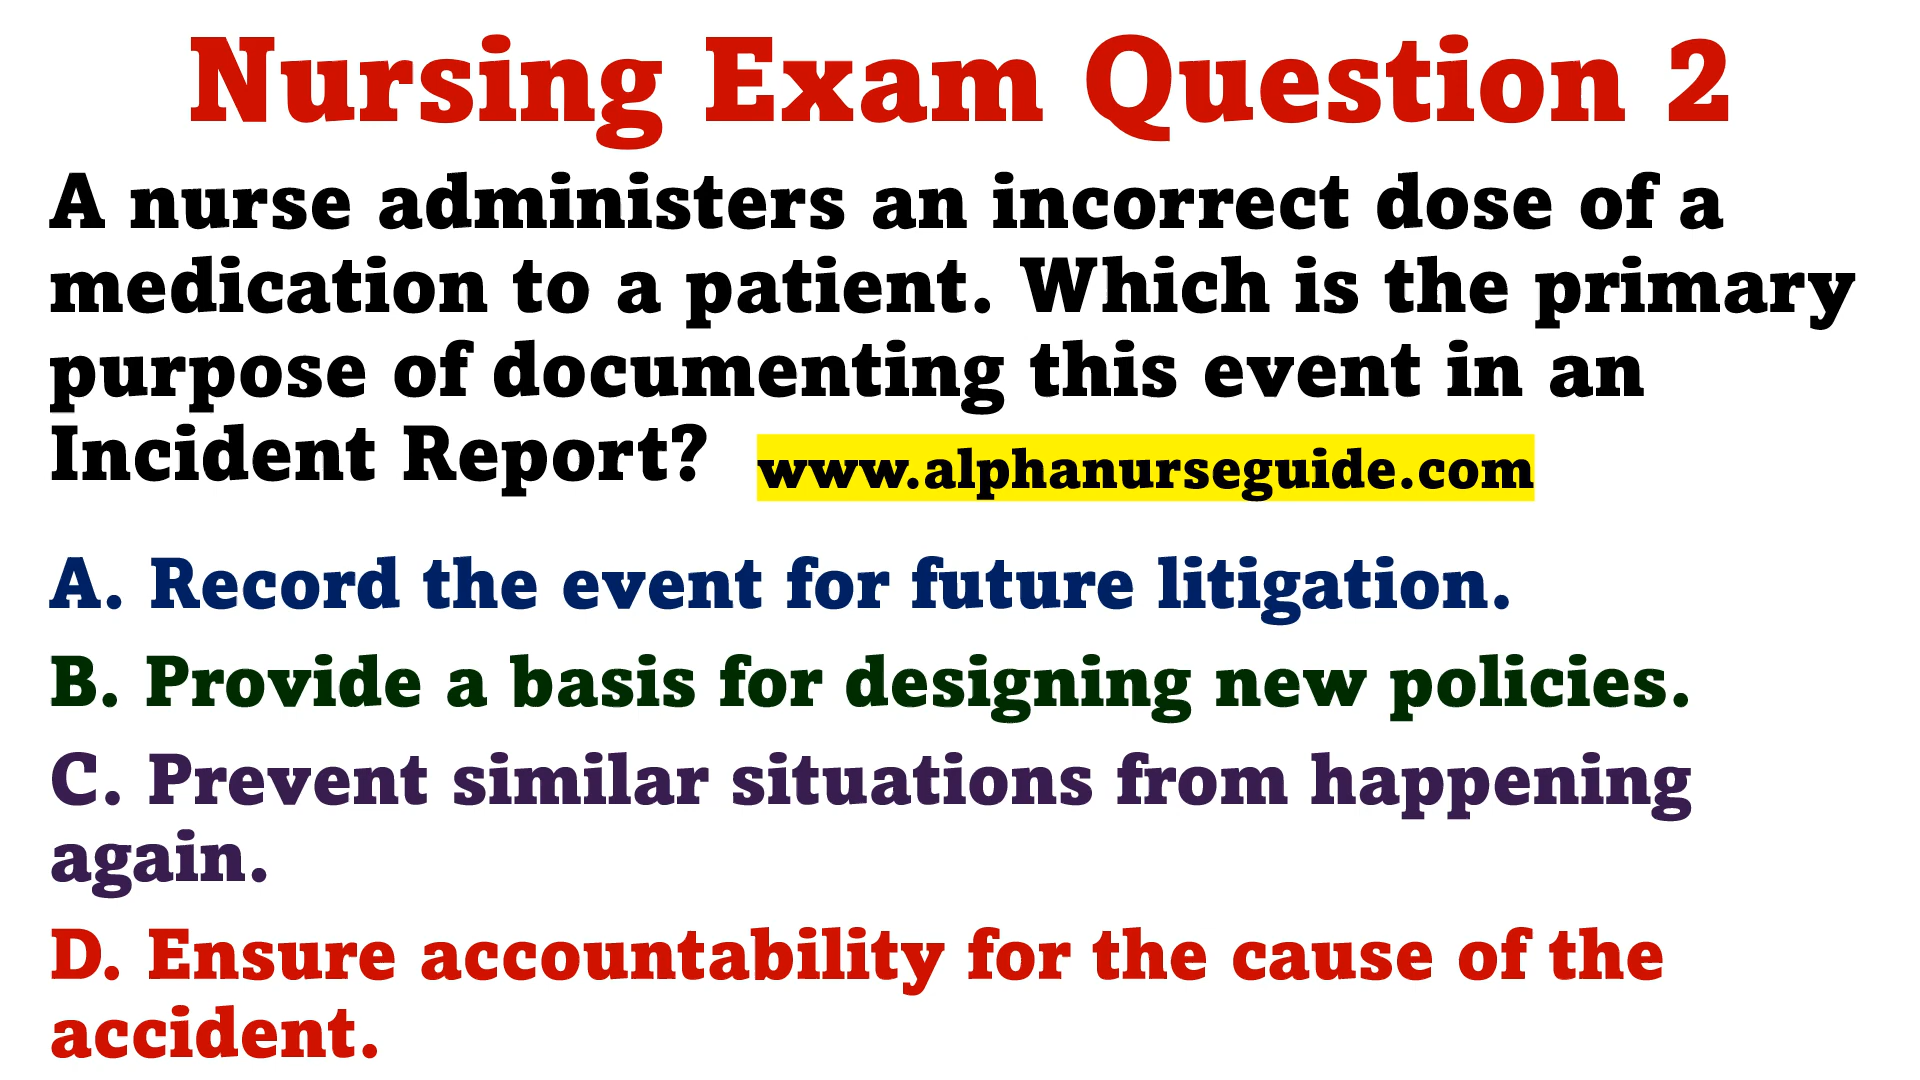 Nursing Exam Question 2
A nurse administers an incorrect dose of a
medication to a patient. Which is the primary
purpose of documenting this event in an
Incident Report? www.alphanurseguide.com
A. Record the event for future litigation.
B. Provide a basis for designing new policies.
C. Prevent similar situations from happening
again.
D. Ensure accountability for the cause of the
accident.